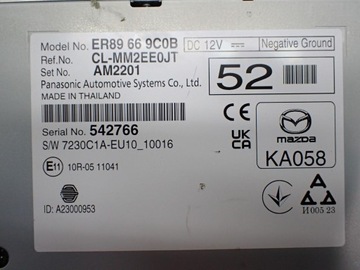 Model No. ER89 66 9C0B
DC 12V
Negative Ground
Ref.No. CL-MM2EE0JT
Set No. AM2201
Panasonic Automotive Systems Co., Ltd.
MADE IN THAILAND
52
Serial No. 542766
S/W 7230C1A-EU10_10016
E11 10R-05 11041
ID: A23000953
CE
UK
CA
mazda
KA058
И005 23